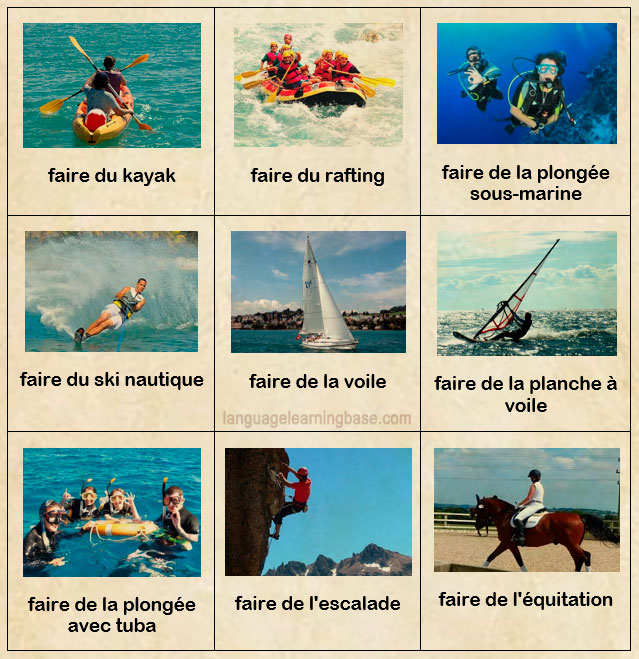 faire du kayak
faire du rafting
faire de la plongée
sous-marine
faire du ski nautique
faire de la voile
faire de la planche à
voile
languagelearningbase.com
faire de la plongée
avec tuba
faire de l'escalade
faire de l'équitation